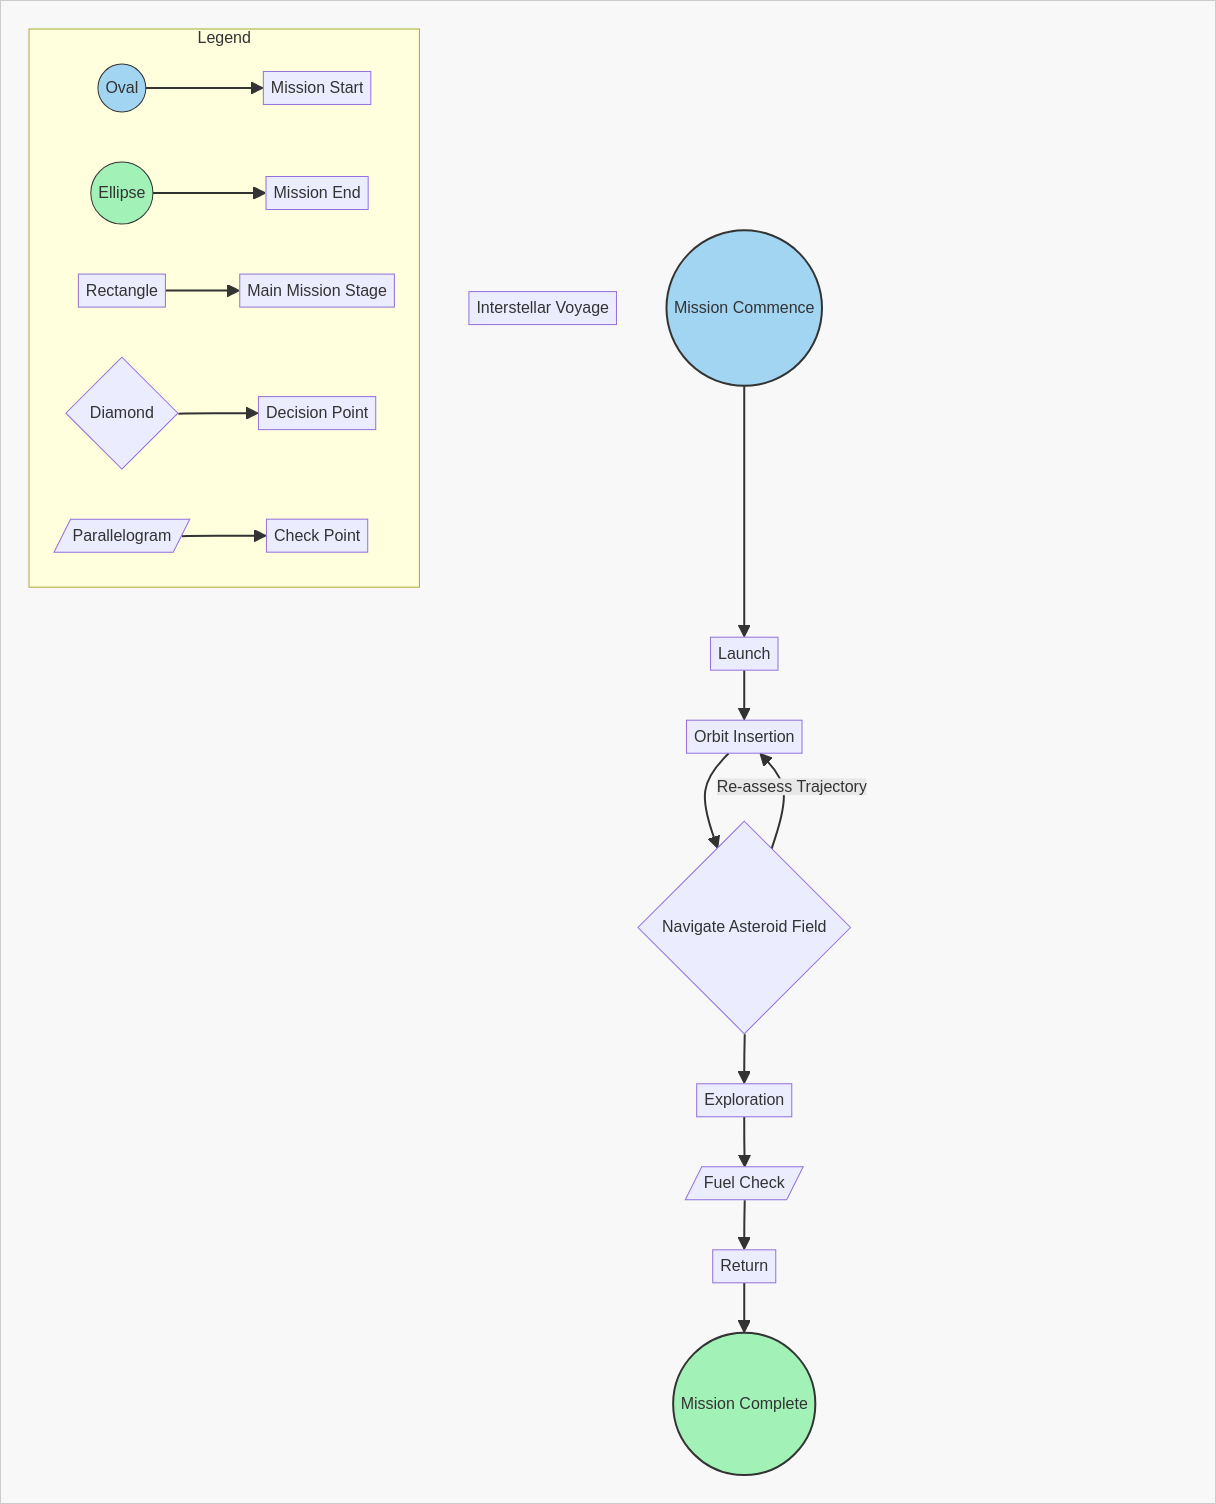 Legend
Oval
Mission Start
Ellipse
Mission End
Rectangle
Main Mission Stage
Diamond
Decision Point
Parallelogram
Check Point
Interstellar Voyage
Mission Commence
Launch
Orbit Insertion
Re-assess Trajectory
Navigate Asteroid Field
Exploration
Fuel Check
Return
Mission Complete